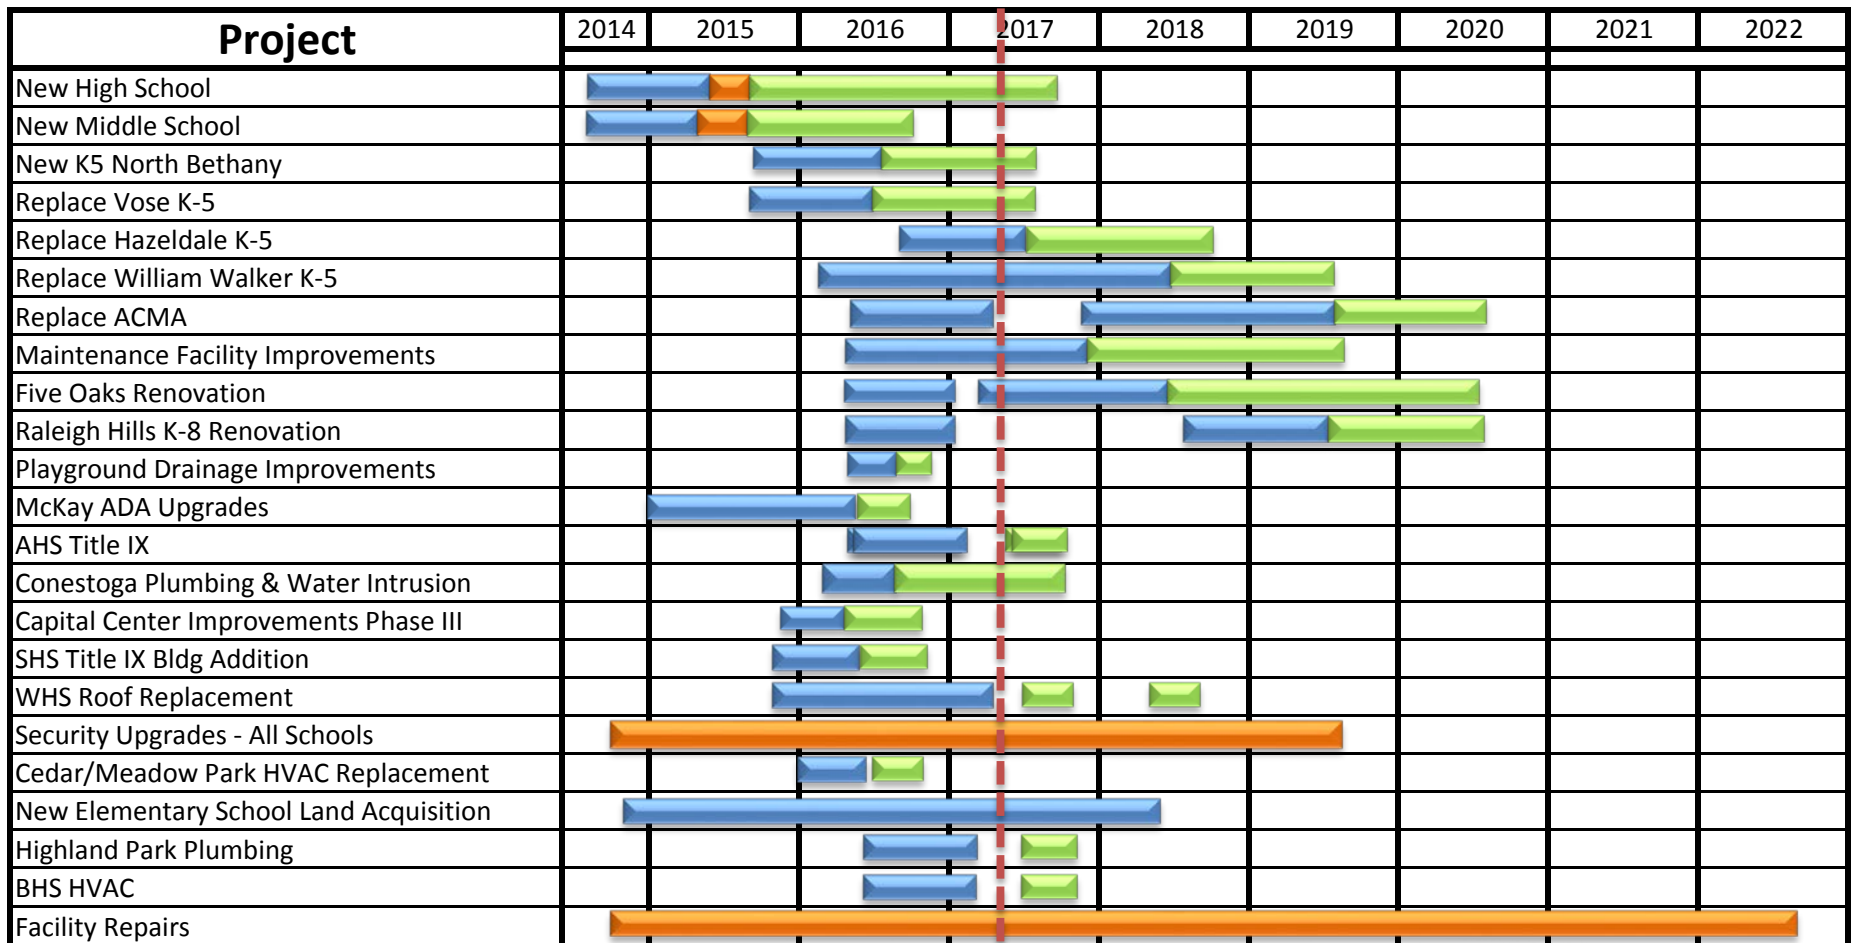 Project 2014 2015 2016 2017 2018 2019 2020 2021 2022
New High School
New Middle School
New K5 North Bethany
Replace Vose K-5
Replace Hazeldale K-5
Replace William Walker K-5
Replace ACMA
Maintenance Facility Improvements
Five Oaks Renovation
Raleigh Hills K-8 Renovation
Playground Drainage Improvements
McKay ADA Upgrades
AHS Title IX
Conestoga Plumbing & Water Intrusion
Capital Center Improvements Phase III
SHS Title IX Bldg Addition
WHS Roof Replacement
Security Upgrades - All Schools
Cedar/Meadow Park HVAC Replacement
New Elementary School Land Acquisition
Highland Park Plumbing
BHS HVAC
Facility Repairs